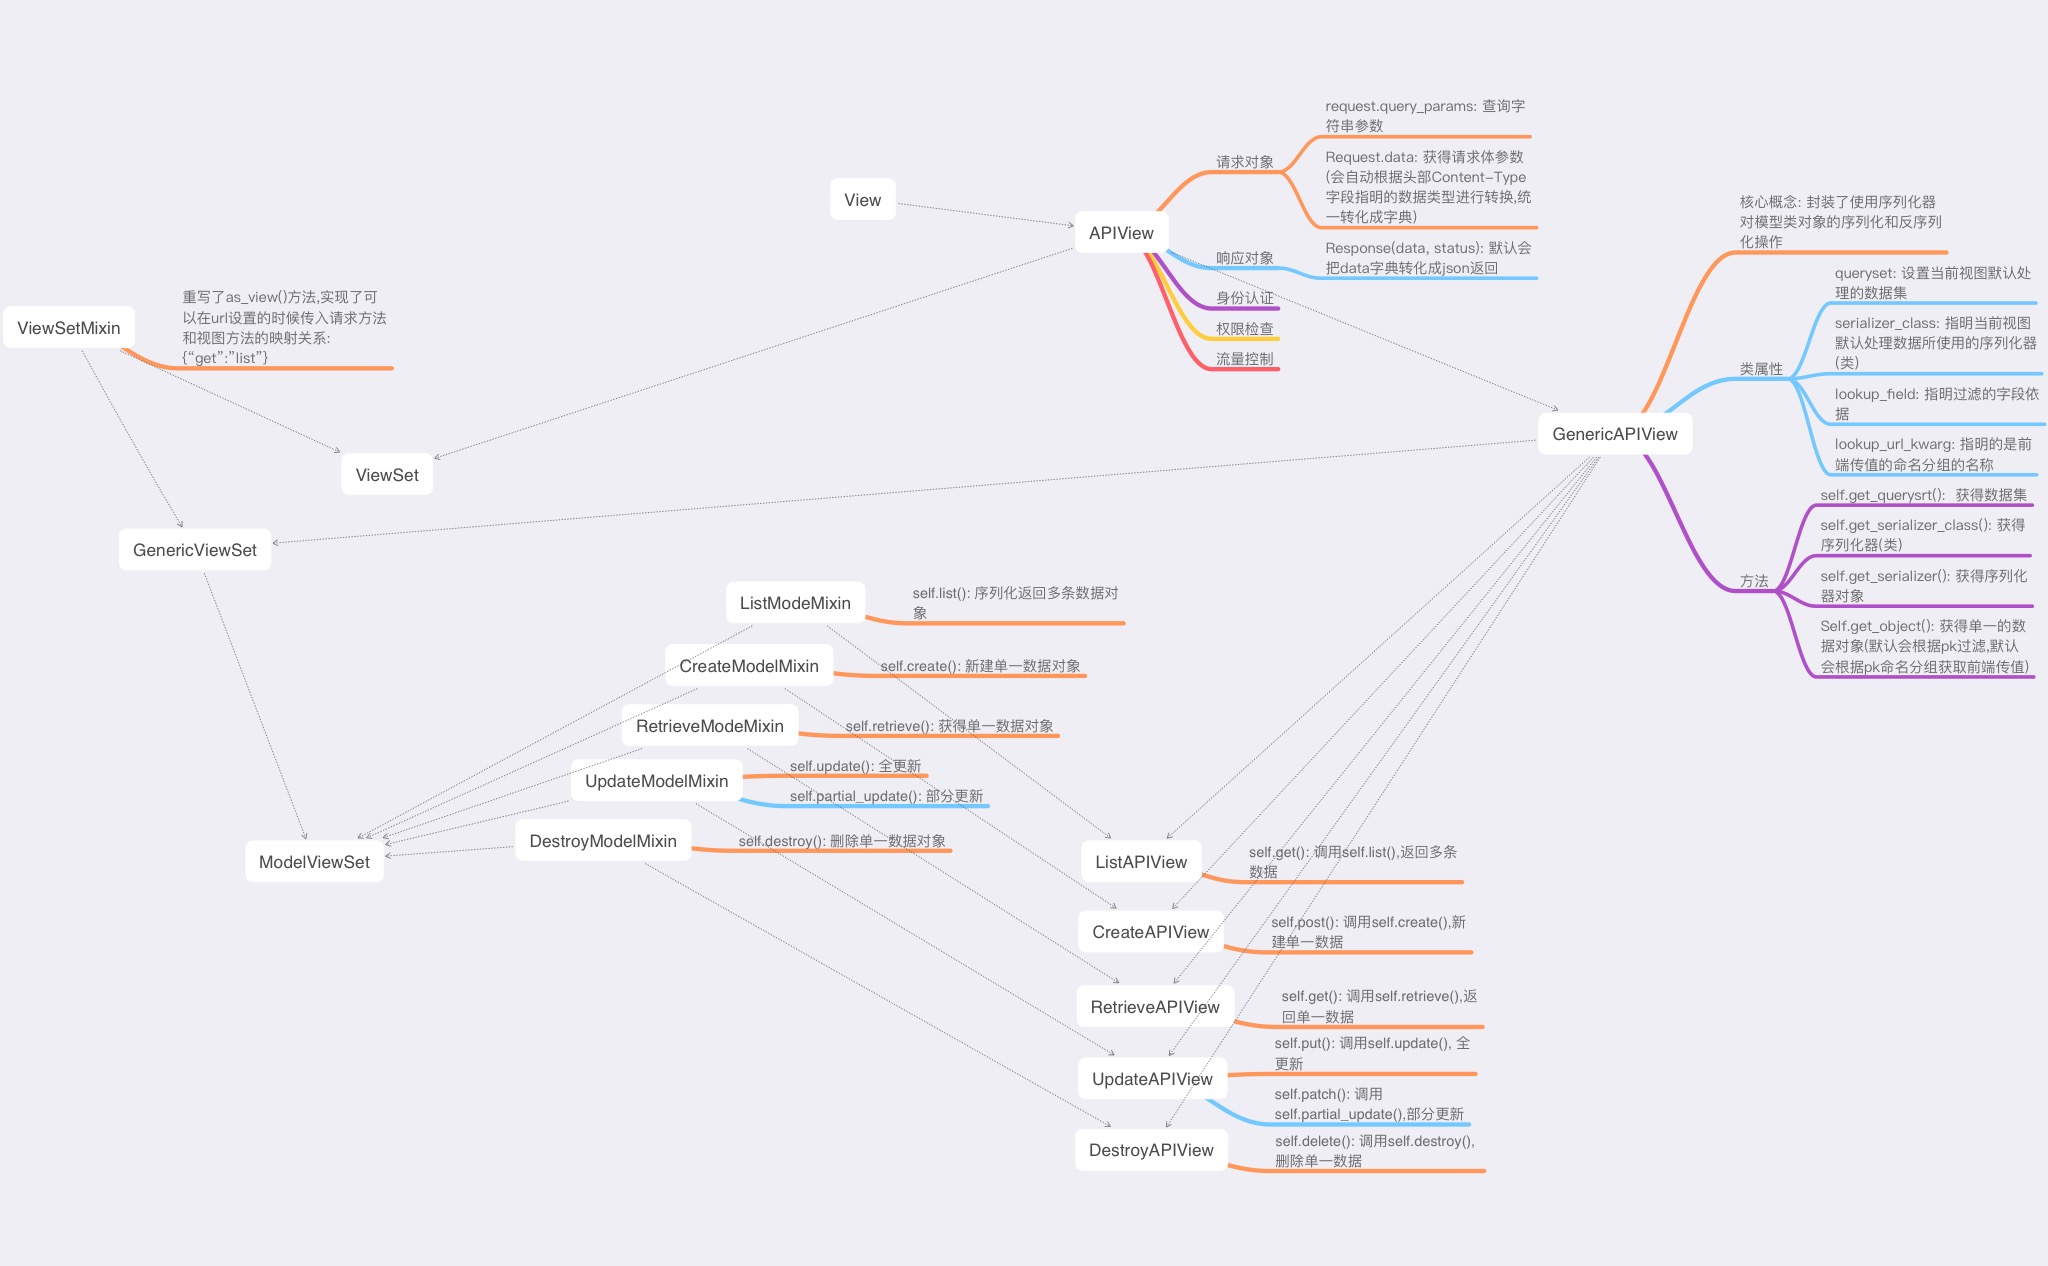 View
APIView
请求对象
request.query_params: 查询字
符串参数
Request.data: 获得请求体参数
(会自动根据头部Content-Type
字段指明的数据类型进行转换,统
一转化成字典)
响应对象
Response(data, status): 默认会
把data字典转化成json返回
身份认证
权限检查
流量控制
ViewSetMixin
重写了as_view()方法,实现了可
以在url设置的时候传入请求方法
和视图方法的映射关系:
{“get”:”list”}
ViewSet
GenericAPIView
核心概念: 封装了使用序列化器
对模型类对象的序列化和反序列
化操作
类属性
queryset: 设置当前视图默认处
理的数据集
serializer_class: 指明当前视图
默认处理数据所使用的序列化器
(类)
lookup_field: 指明过滤的字段依
据
lookup_url_kwarg: 指明的是前
端传值的命名分组的名称
方法
self.get_querysrt():  获得数据集
self.get_serializer_class(): 获得
序列化器(类)
self.get_serializer(): 获得序列化
器对象
Self.get_object(): 获得单一的数
据对象(默认会根据pk过滤,默认
会根据pk命名分组获取前端传值)
GenericViewSet
ListModeMixin
self.list(): 序列化返回多条数据对
象
CreateModelMixin
self.create(): 新建单一数据对象
RetrieveModeMixin
self.retrieve(): 获得单一数据对象
UpdateModelMixin
self.update(): 全更新
self.partial_update(): 部分更新
DestroyModelMixin
self.destroy(): 删除单一数据对象
ModelViewSet
ListAPIView
self.get(): 调用self.list(),返回多条
数据
CreateAPIView
self.post(): 调用self.create(),新
建单一数据
RetrieveAPIView
self.get(): 调用self.retrieve(),返
回单一数据
UpdateAPIView
self.put(): 调用self.update(), 全
更新
self.patch(): 调用
self.partial_update(),部分更新
DestroyAPIView
self.delete(): 调用self.destroy(),
删除单一数据